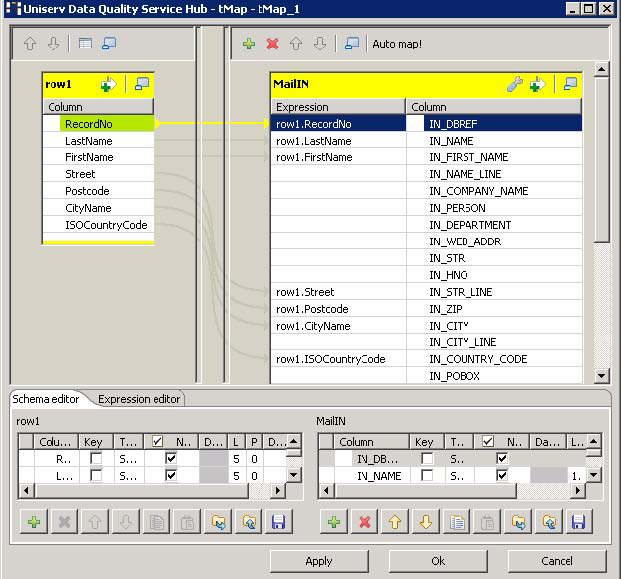 Uniserv Data Quality Service Hub - tMap - tMap_1
Auto map!
row1
Column
RecordNo
LastName
FirstName
Street
Postcode
CityName
ISOCountryCode
MailIN
Expression Column
row1.RecordNo IN_DBREF
row1.LastName IN_NAME
row1.FirstName IN_FIRST_NAME
IN_NAME_LINE
IN_COMPANY_NAME
IN_PERSON
IN_DEPARTMENT
IN_WEB_ADDR
IN_STR
IN_HNO
row1.Street IN_STR_LINE
row1.Postcode IN_ZIP
row1.CityName IN_CITY
IN_CITY_LINE
row1.ISOCountryCode IN_COUNTRY_CODE
IN_POBOX
Schema editor Expression editor
row1
Colu... Key T... N.. D... L P D...
R.. S... 5 0
L... S... 5 0
MailIN
Column Key T.. N.. Da... L..
IN_DB... S..
IN_NAME S.. 1.
Apply Ok Cancel